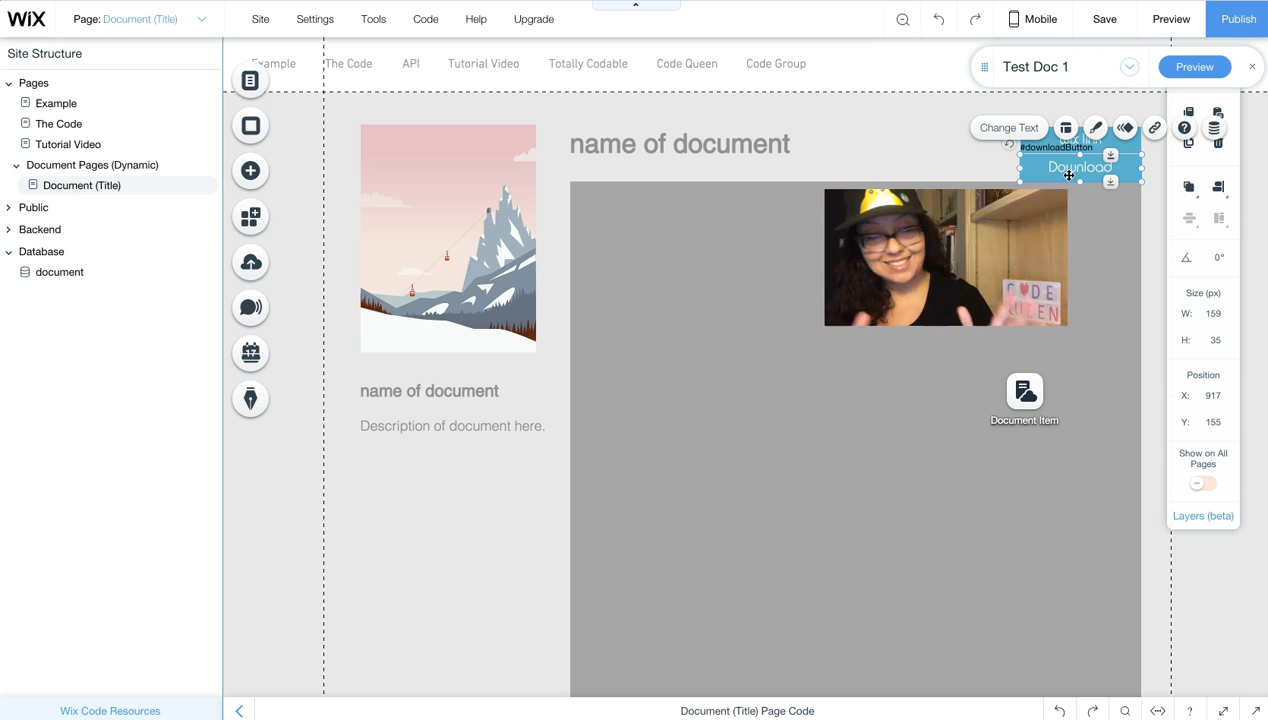 WiX
Page: Document (Title)
Site
Settings
Tools
Code
Help
Upgrade
Mobile
Save
Preview
Publish
Site Structure
Pages
Example
The Code
Tutorial Video
Document Pages (Dynamic)
Document (Title)
Public
Backend
Database
document
Wix Code Resources
Example
The Code
API
Tutorial Video
Totally Codable
Code Queen
Code Group
Test Doc 1
Preview
Change Text
#downloadButton
Download
name of document
17
CODE
QUEEN
name of document
Description of document here.
Document Item
0°
Size (px)
W: 159
H: 35
Position
X: 917
Y: 155
Show on All
Pages
Layers (beta)
Document (Title) Page Code